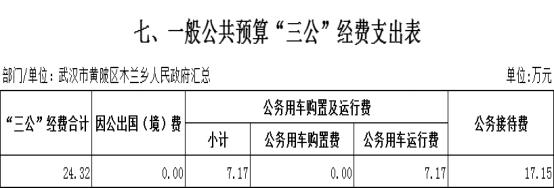 七、一般公共预算“三公”经费支出表
部门/单位：武汉市黄陂区木兰乡人民政府汇总 单位:万元
“三公”经费合计 因公出国（境）费 公务用车购置及运行费 公务接待费
小计 公务用车购置费 公务用车运行费
24.32 0.00 7.17 0.00 7.17 17.15